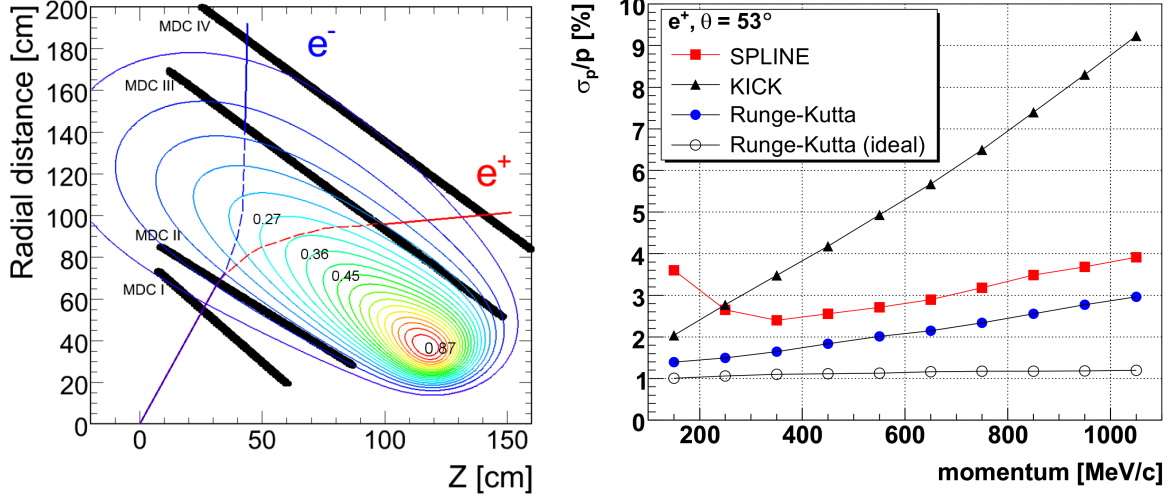 Radial distance [cm]
200
180
160
140
120
100
80
60
40
20
0
0
50
100
150
Z [cm]
MDC IV
MDC III
MDC II
MDC I
e-
e+
0.27
0.36
0.45
0.87
σp/p [%]
10
9
8
7
6
5
4
3
2
1
0
e+, θ = 53°
SPLINE
KICK
Runge-Kutta
Runge-Kutta (ideal)
200
400
600
800
1000
momentum [MeV/c]